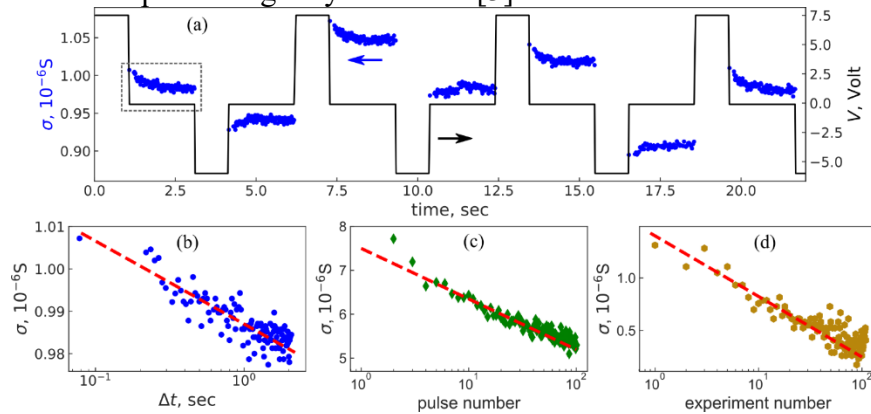 (a)
1.05
1.00
0.95
0.90
σ, 10⁻⁶S
7.5
5.0
2.5
0.0
−2.5
−5.0
V, Volt
0.0 2.5 5.0 7.5 10.0 12.5 15.0 17.5 20.0
time, sec
(b)
1.01
1.00
0.99
0.98
σ, 10⁻⁶S
10⁻¹ 10⁰
Δt, sec
(c)
8
7
6
5
σ, 10⁻⁶S
10⁰ 10¹ 10²
pulse number
(d)
1.0
0.5
σ, 10⁻⁶S
10⁰ 10¹ 10²
experiment number